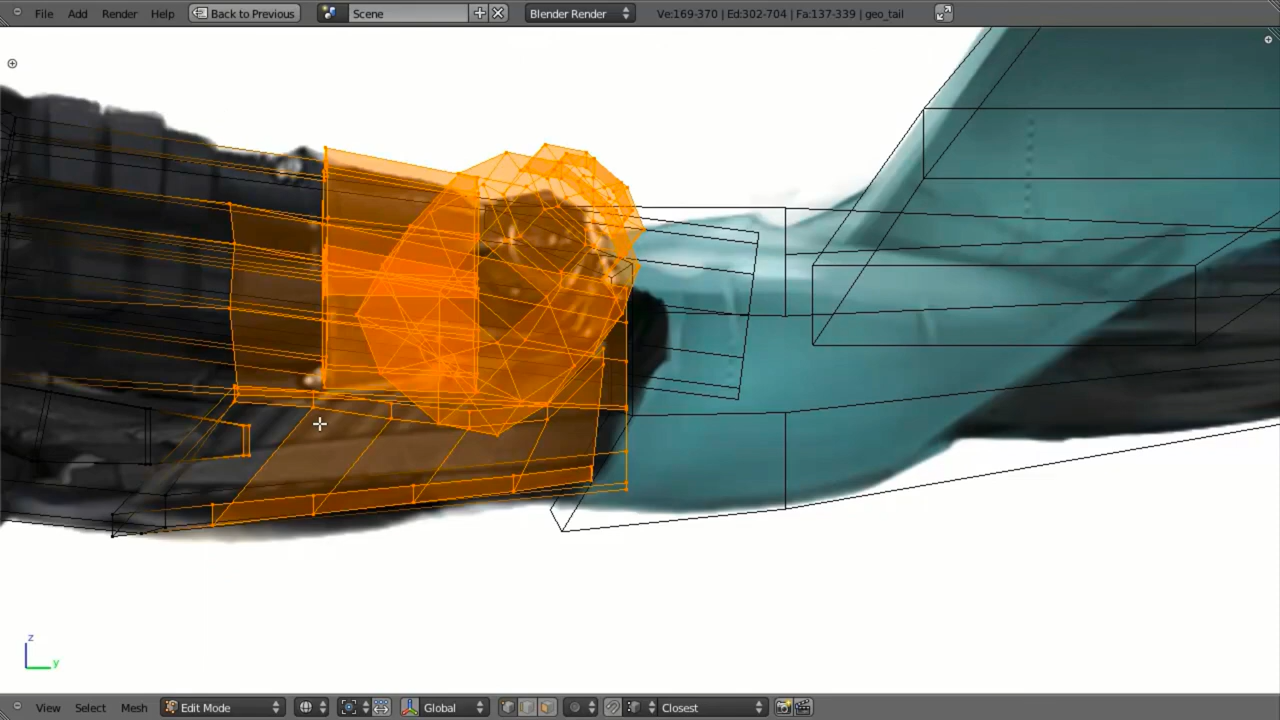 File Add Render Help Back to Previous Scene Blender Render Ve:169-370 | Ed:302-704 | Fa:137-339 | geo_tail
z
y
View Select Mesh Edit Mode Global Closest